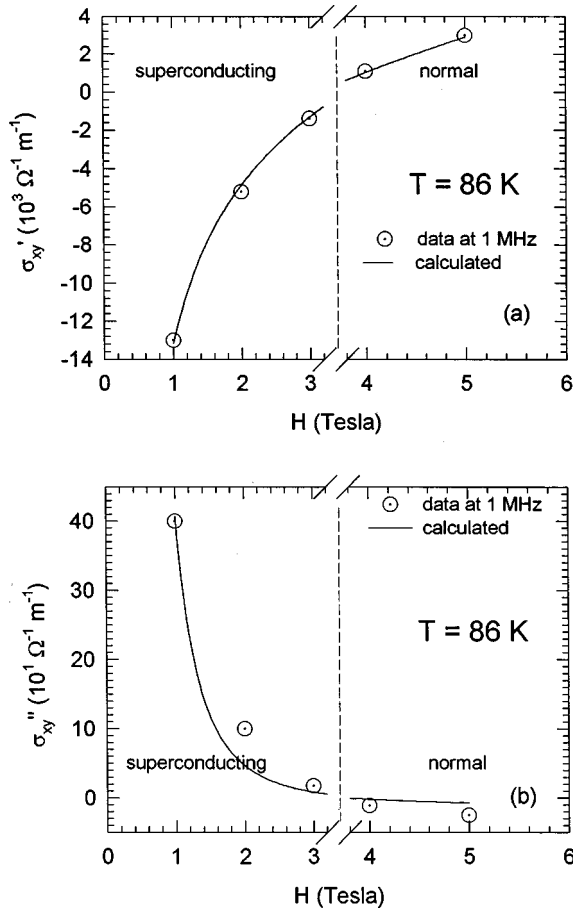 4
2
0
-2
-4
-6
-8
-10
-12
-14
σxy' (10³ Ω⁻¹ m⁻¹)
superconducting
normal
T = 86 K
data at 1 MHz
calculated
(a)
0 1 2 3 4 5 6
H (Tesla)
40
30
20
10
0
σxy'' (10¹ Ω⁻¹ m⁻¹)
data at 1 MHz
calculated
T = 86 K
superconducting
normal
(b)
0 1 2 3 4 5 6
H (Tesla)